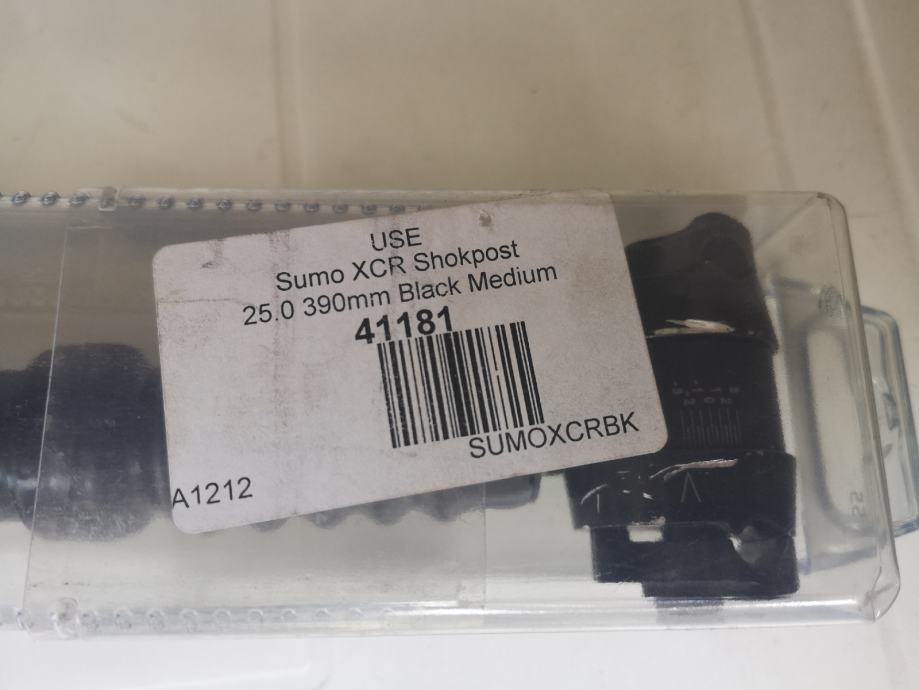 USE
Sumo XCR Shokpost
25.0 390mm Black Medium
41181
SUMOXCRBK
A1212